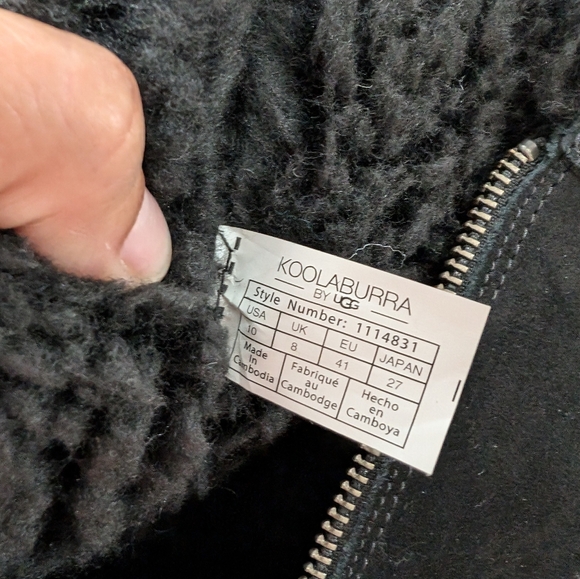 KOOLABURRA
BY UGG
Style Number: 1114831
USA UK EU JAPAN
10 8 41 27
Made in Cambodia
Fabriqué au Cambodge
Hecho en Camboya